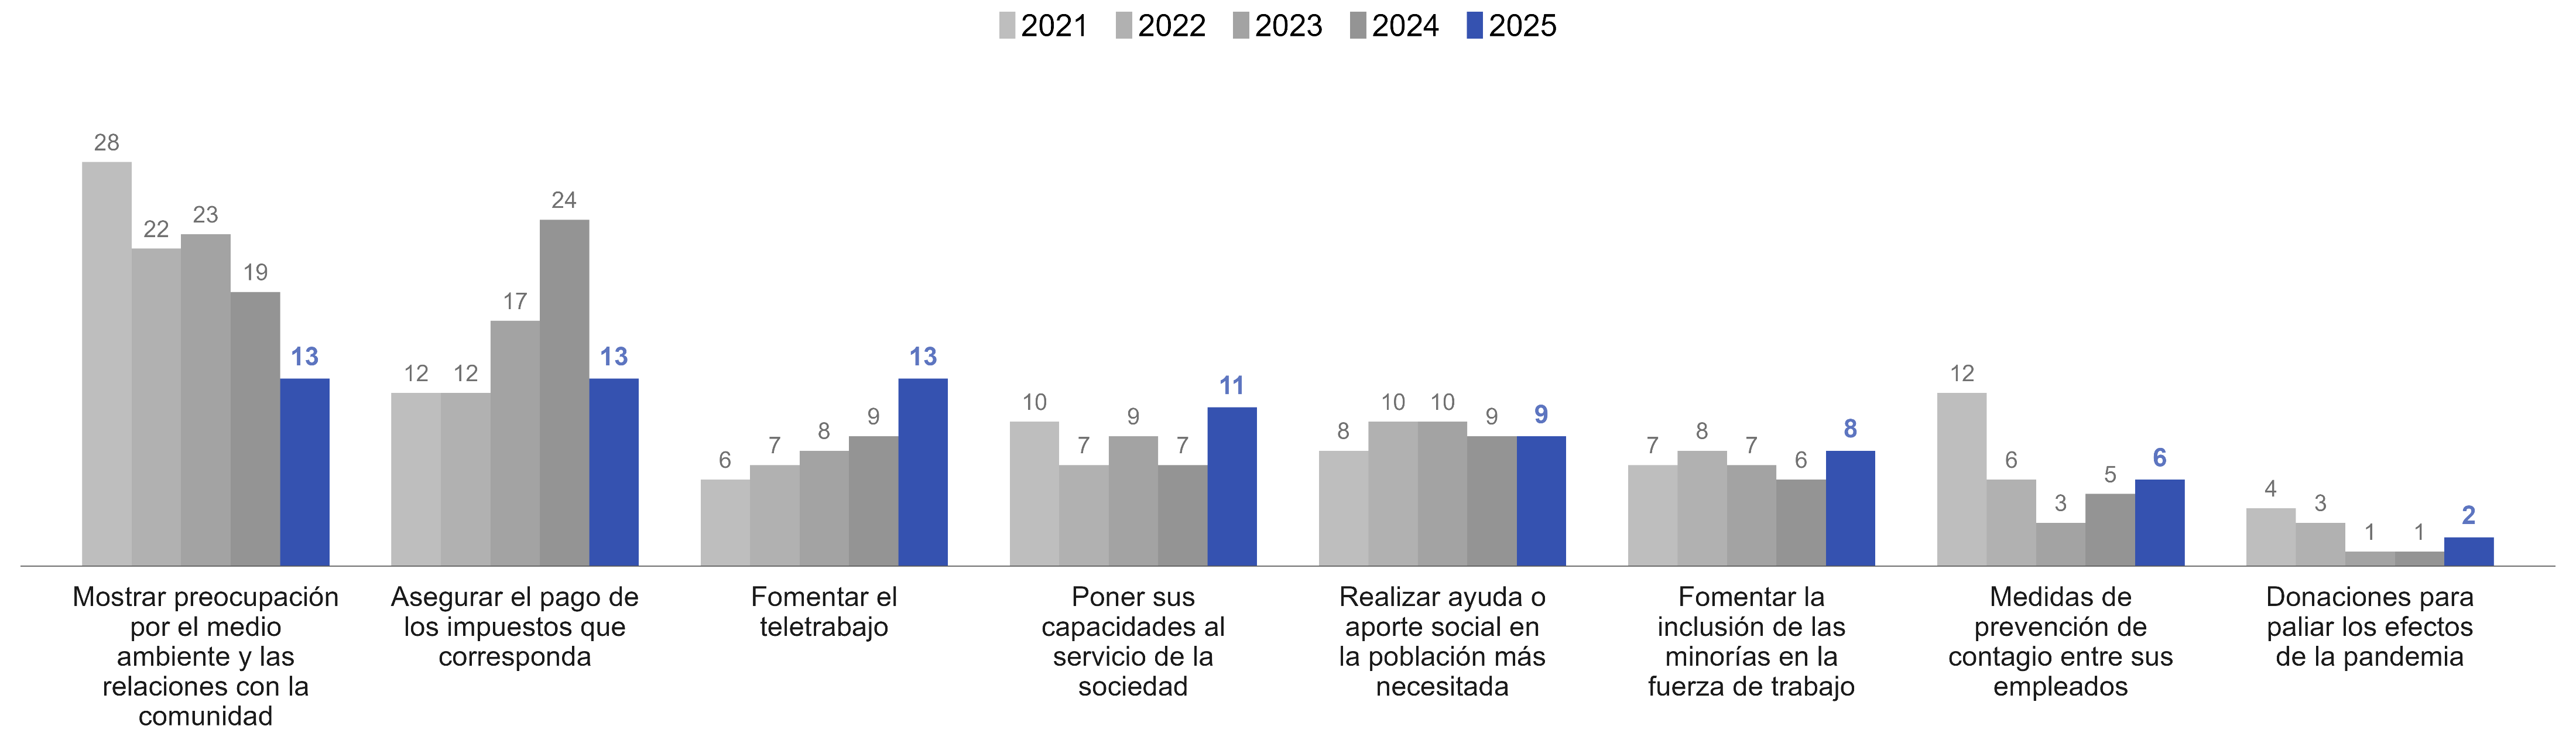 2021 2022 2023 2024 2025
28 22 23 19 13
12 12 17 24 13
6 7 8 9 13
10 7 9 7 11
8 10 10 9 9
7 8 7 6 8
12 6 3 5 6
4 3 1 1 2
Mostrar preocupación
por el medio
ambiente y las
relaciones con la
comunidad
Asegurar el pago de
los impuestos que
corresponda
Fomentar el
teletrabajo
Poner sus
capacidades al
servicio de la
sociedad
Realizar ayuda o
aporte social en
la población más
necesitada
Fomentar la
inclusión de las
minorías en la
fuerza de trabajo
Medidas de
prevención de
contagio entre sus
empleados
Donaciones para
paliar los efectos
de la pandemia